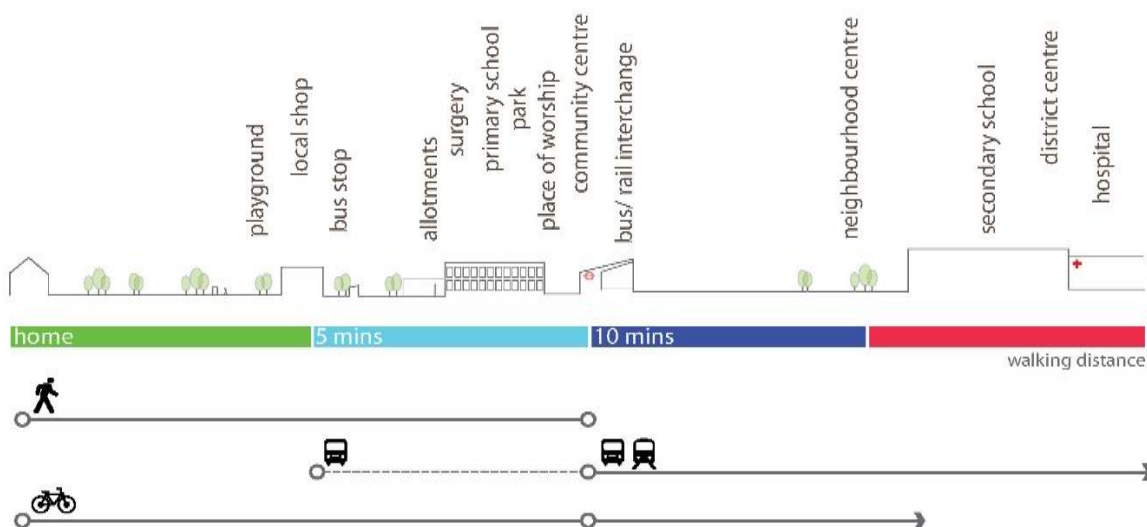 playground
local shop
bus stop
allotments
surgery
primary school
park
place of worship
community centre
bus/ rail interchange
neighbourhood centre
secondary school
district centre
hospital
home
5 mins
10 mins
walking distance